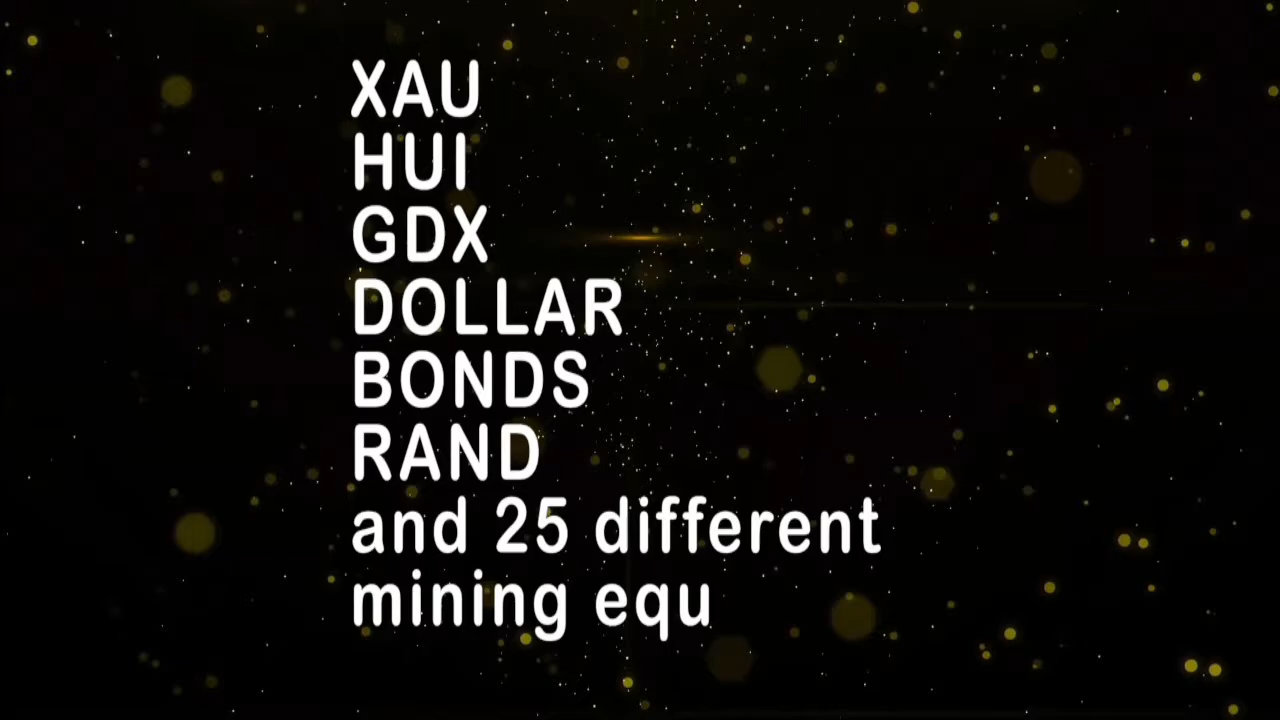 XAU
HUI
GDX
DOLLAR
BONDS
RAND
and 25 different
mining equ